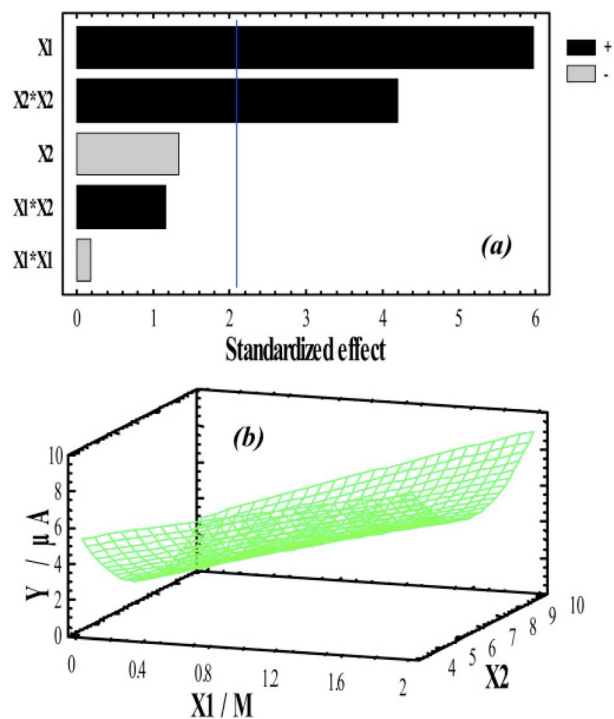 X1
+
X2*X2
-
X2
X1*X2
X1*X1
(a)
0 1 2 3 4 5 6
Standardized effect
(b)
10
8
6
4
2
0
Y / µ A
0 0.4 0.8 1.2 1.6 2
X1 / M
4 5 6 7 8 9 10
X2